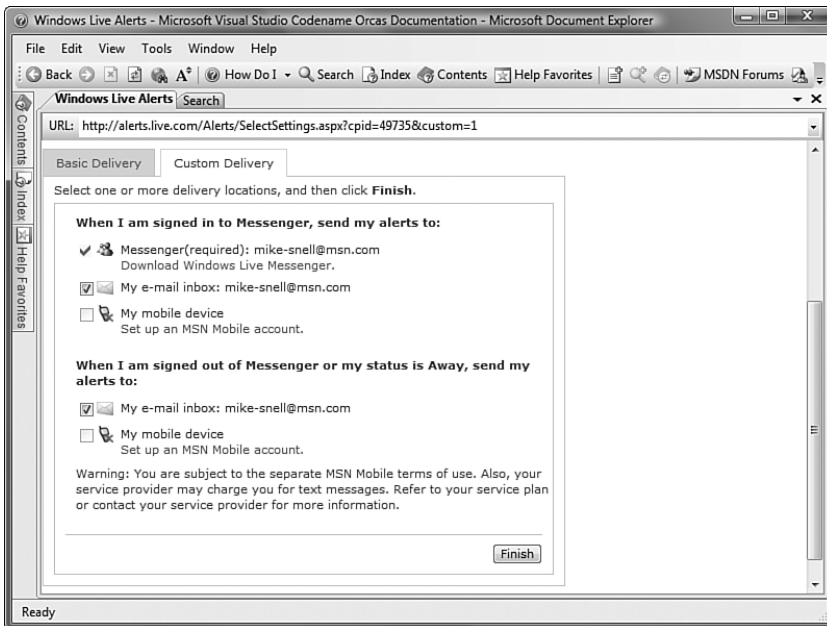 Windows Live Alerts - Microsoft Visual Studio Codename Orcas Documentation - Microsoft Document Explorer
File Edit View Tools Window Help
Back How Do I Search Index Contents Help Favorites MSDN Forums
Windows Live Alerts Search
URL: http://alerts.live.com/Alerts/SelectSettings.aspx?cpid=49735&custom=1
Contents
Index
Help Favorites
Basic Delivery Custom Delivery
Select one or more delivery locations, and then click Finish.
When I am signed in to Messenger, send my alerts to:
Messenger(required): mike-snell@msn.com
Download Windows Live Messenger.
My e-mail inbox: mike-snell@msn.com
My mobile device
Set up an MSN Mobile account.
When I am signed out of Messenger or my status is Away, send my
alerts to:
My e-mail inbox: mike-snell@msn.com
My mobile device
Set up an MSN Mobile account.
Warning: You are subject to the separate MSN Mobile terms of use. Also, your
service provider may charge you for text messages. Refer to your service plan
or contact your service provider for more information.
Finish
Ready